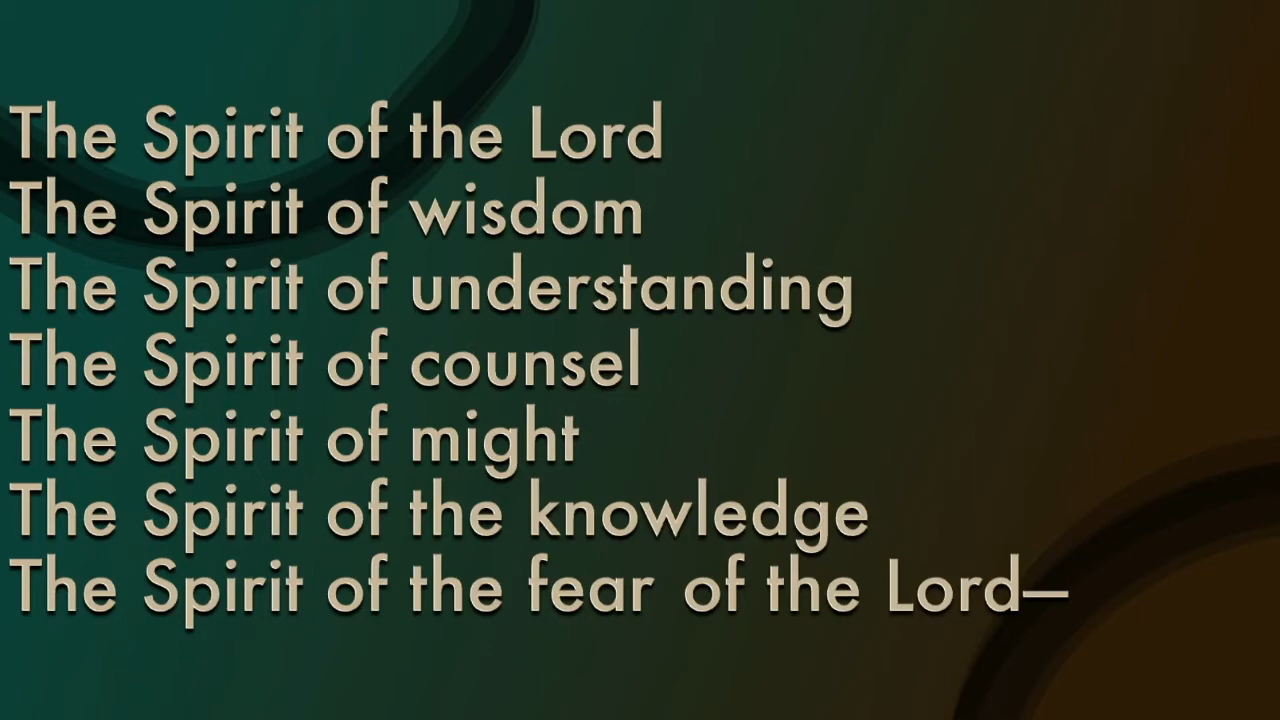 The Spirit of the Lord
The Spirit of wisdom
The Spirit of understanding
The Spirit of counsel
The Spirit of might
The Spirit of the knowledge
The Spirit of the fear of the Lord—